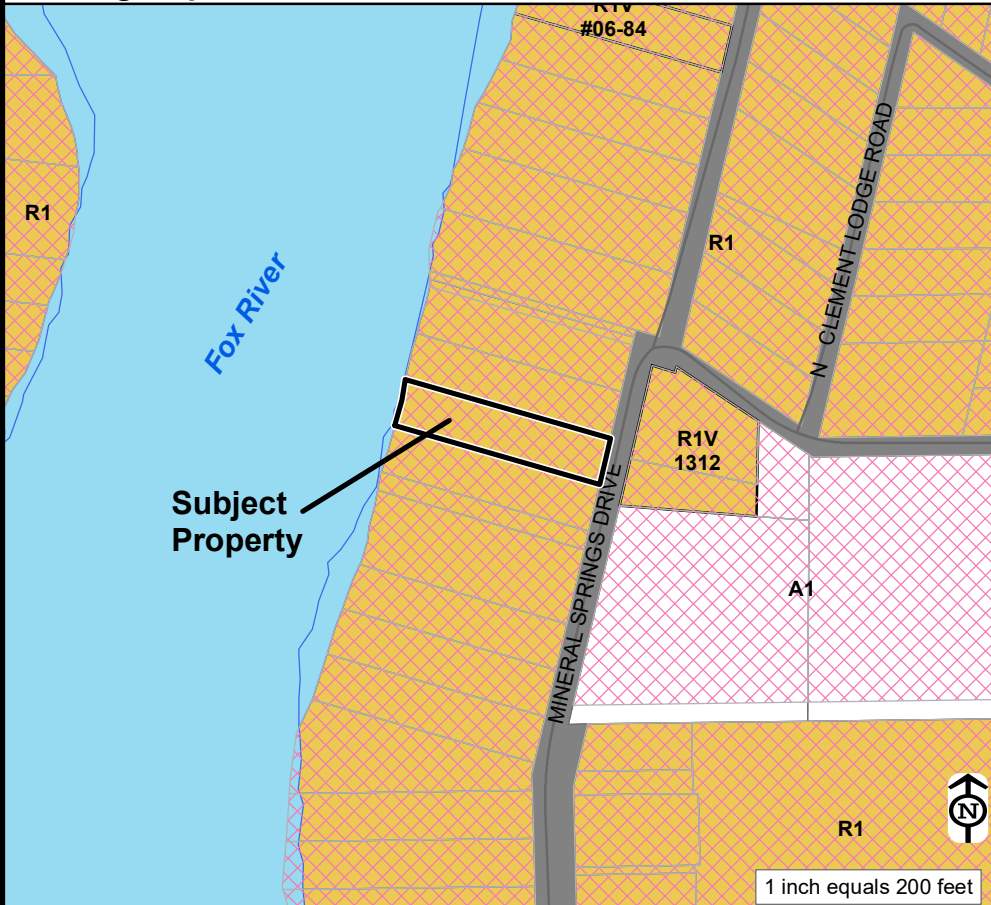 R1V
#06-84
R1
R1
N CLEMENT LODGE ROAD
Fox River
R1V
1312
Subject
Property
MINERAL SPRINGS DRIVE
A1
N
R1
1 inch equals 200 feet